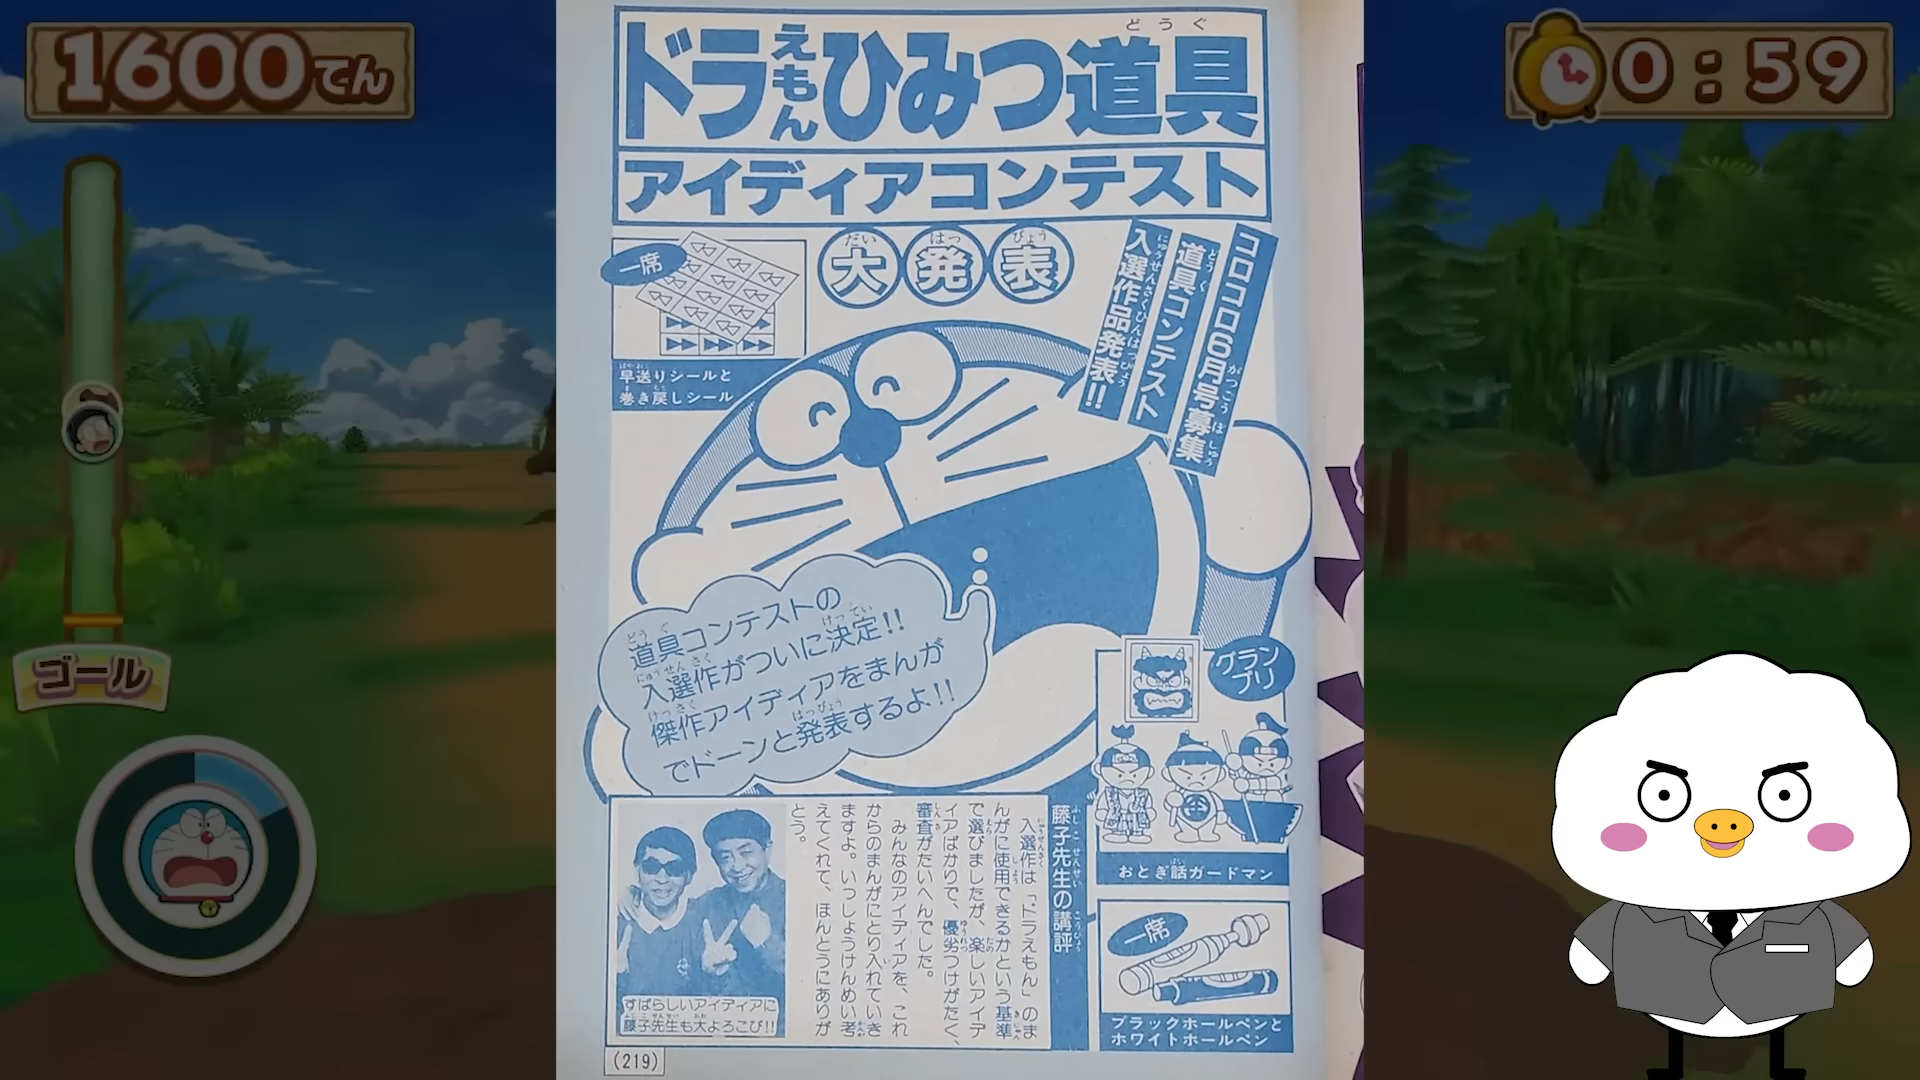 1600てん
0:59
ゴール
ドラえもんひみつ道具
どうぐ
アイディアコンテスト
大発表
だいはっぴょう
コロコロ6月号募集
道具コンテスト
入選作品発表!!
一席
早送りシールと
巻き戻しシール
道具コンテストの
入選作がついに決定!!
傑作アイディアをまんが
でドーンと発表するよ!!
グラン
プリ
おとぎ話ガードマン
一席
ブラックホールペンと
ホワイトホールペン
藤子先生の講評
入選作は「ドラえもん」のま
んがに使用できるかという基準
で選びましたが、楽しいアイデ
ィアばかりで、優劣つけがたく、
審査がたいへんでした。
みんなのアイディアを、これ
からのまんがにとり入れていき
ますよ。いっしょうけんめい考
えてくれて、ほんとうにありが
とう。
すばらしいアイディアに
藤子先生も大よろこび!!
(219)